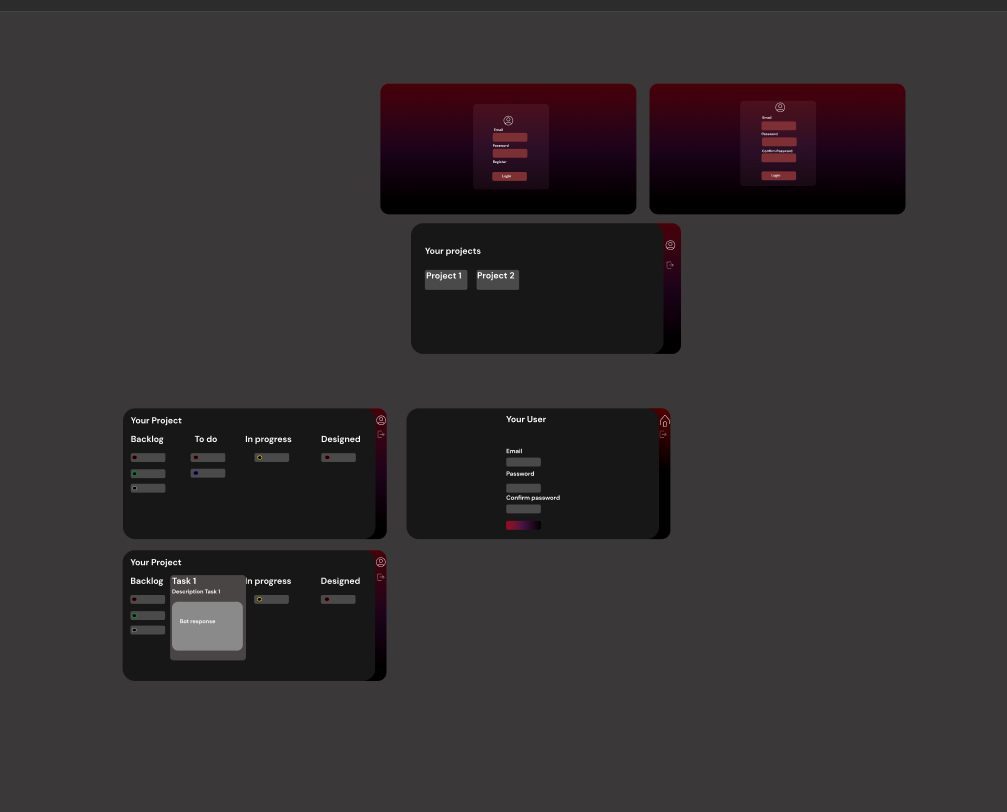 Email
Password
Register
Login
Email
Password
Confirm Password
Login
Your projects
Project 1
Project 2
Your Project
Backlog
To do
In progress
Designed
Your User
Email
Password
Confirm password
Your Project
Backlog
Task 1
In progress
Designed
Description Task 1
Bot response